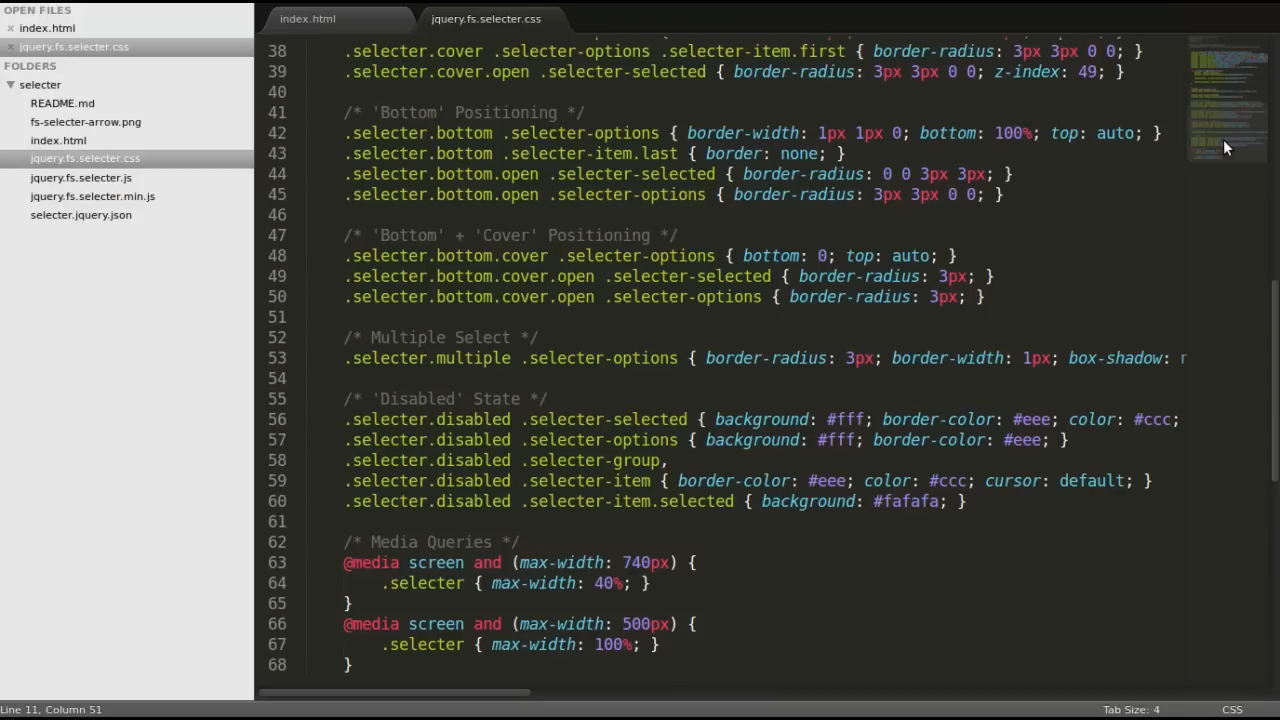 OPEN FILES
index.html
jquery.fs.selecter.css
FOLDERS
selecter
README.md
fs-selecter-arrow.png
index.html
jquery.fs.selecter.css
jquery.fs.selecter.js
jquery.fs.selecter.min.js
selecter.jquery.json
index.html
jquery.fs.selecter.css
38 .selecter.cover .selecter-options .selecter-item.first { border-radius: 3px 3px 0 0; }
39 .selecter.cover.open .selecter-selected { border-radius: 3px 3px 0 0; z-index: 49; }
40
41 /* 'Bottom' Positioning */
42 .selecter.bottom .selecter-options { border-width: 1px 1px 0; bottom: 100%; top: auto; }
43 .selecter.bottom .selecter-item.last { border: none; }
44 .selecter.bottom.open .selecter-selected { border-radius: 0 0 3px 3px; }
45 .selecter.bottom.open .selecter-options { border-radius: 3px 3px 0 0; }
46
47 /* 'Bottom' + 'Cover' Positioning */
48 .selecter.bottom.cover .selecter-options { bottom: 0; top: auto; }
49 .selecter.bottom.cover.open .selecter-selected { border-radius: 3px; }
50 .selecter.bottom.cover.open .selecter-options { border-radius: 3px; }
51
52 /* Multiple Select */
53 .selecter.multiple .selecter-options { border-radius: 3px; border-width: 1px; box-shadow:
54
55 /* 'Disabled' State */
56 .selecter.disabled .selecter-selected { background: #fff; border-color: #eee; color: #ccc;
57 .selecter.disabled .selecter-options { background: #fff; border-color: #eee; }
58 .selecter.disabled .selecter-group,
59 .selecter.disabled .selecter-item { border-color: #eee; color: #ccc; cursor: default; }
60 .selecter.disabled .selecter-item.selected { background: #fafafa; }
61
62 /* Media Queries */
63 @media screen and (max-width: 740px) {
64 .selecter { max-width: 40%; }
65 }
66 @media screen and (max-width: 500px) {
67 .selecter { max-width: 100%; }
68 }
Line 11, Column 51
Tab Size: 4
CSS